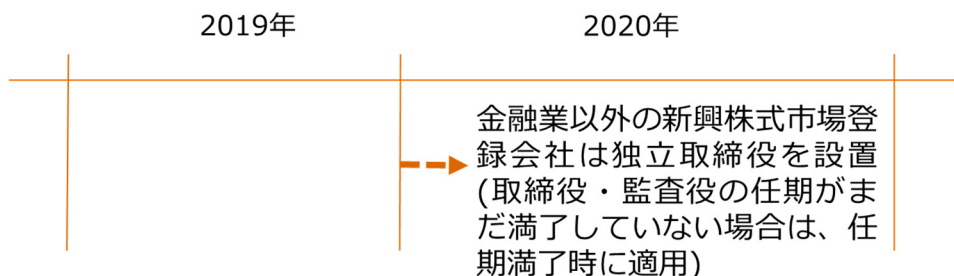 2019年
2020年
金融業以外の新興株式市場登
録会社は独立取締役を設置
(取締役・監査役の任期がま
だ満了していない場合は、任
期満了時に適用)